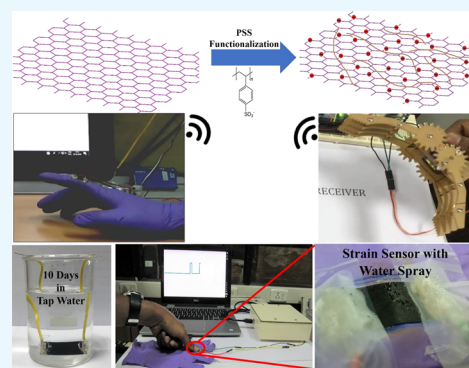 PSS
Functionalization
n
SO₃⁻
RECEIVER
10 Days
in
Tap Water
Strain Sensor with
Water Spray